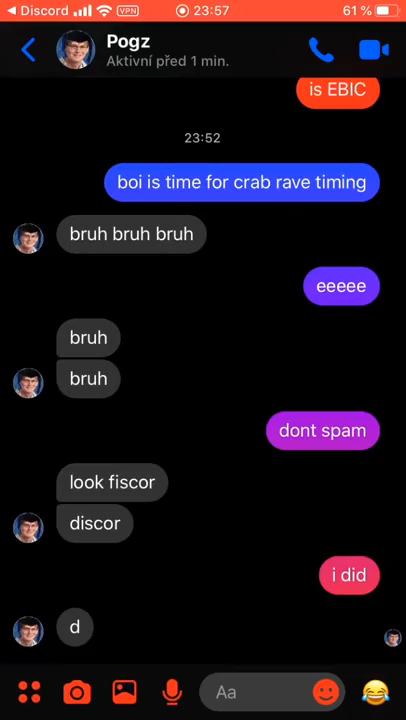 Discord VPN 23:57 61 %
Pogz
Aktivní před 1 min.
is EBIC
23:52
boi is time for crab rave timing
bruh bruh bruh
eeeee
bruh
bruh
dont spam
look fiscor
discor
i did
d
Aa